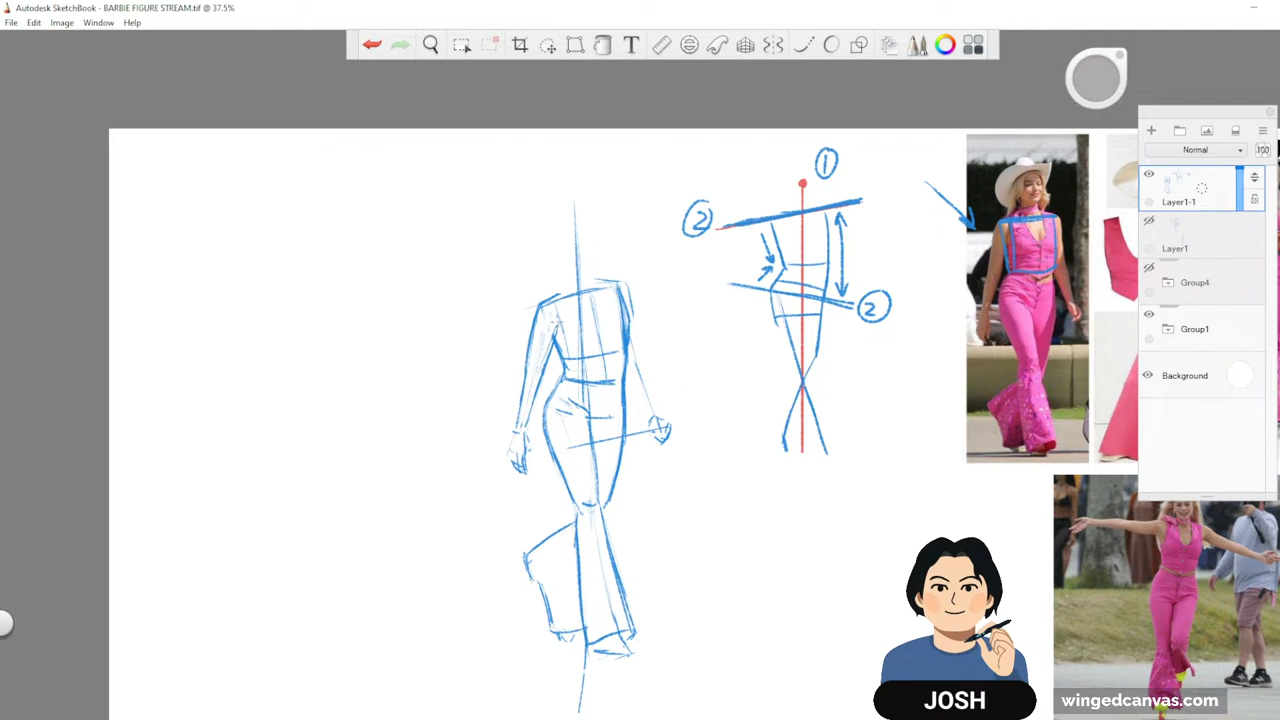 Autodesk SketchBook - BARBIE FIGURE STREAM.tif @ 37.5%
File Edit Image Window Help
T
Normal
100
Layer1-1
Layer1
Group4
Group1
Background
1
2
2
JOSH
wingedcanvas.com